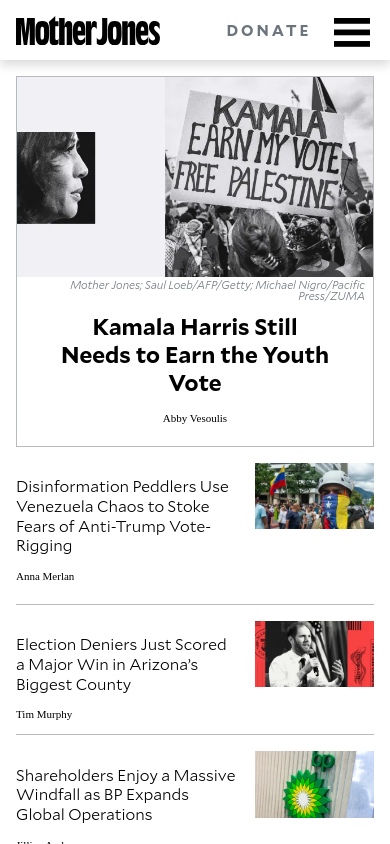 Mother Jones
DONATE
KAMALA
EARN MY VOTE
FREE PALESTINE
Mother Jones; Saul Loeb/AFP/Getty; Michael Nigro/Pacific
Press/ZUMA
Kamala Harris Still
Needs to Earn the Youth
Vote
Abby Vesoulis
Disinformation Peddlers Use
Venezuela Chaos to Stoke
Fears of Anti-Trump Vote-
Rigging
Anna Merlan
Election Deniers Just Scored
a Major Win in Arizona’s
Biggest County
Tim Murphy
Shareholders Enjoy a Massive
Windfall as BP Expands
Global Operations